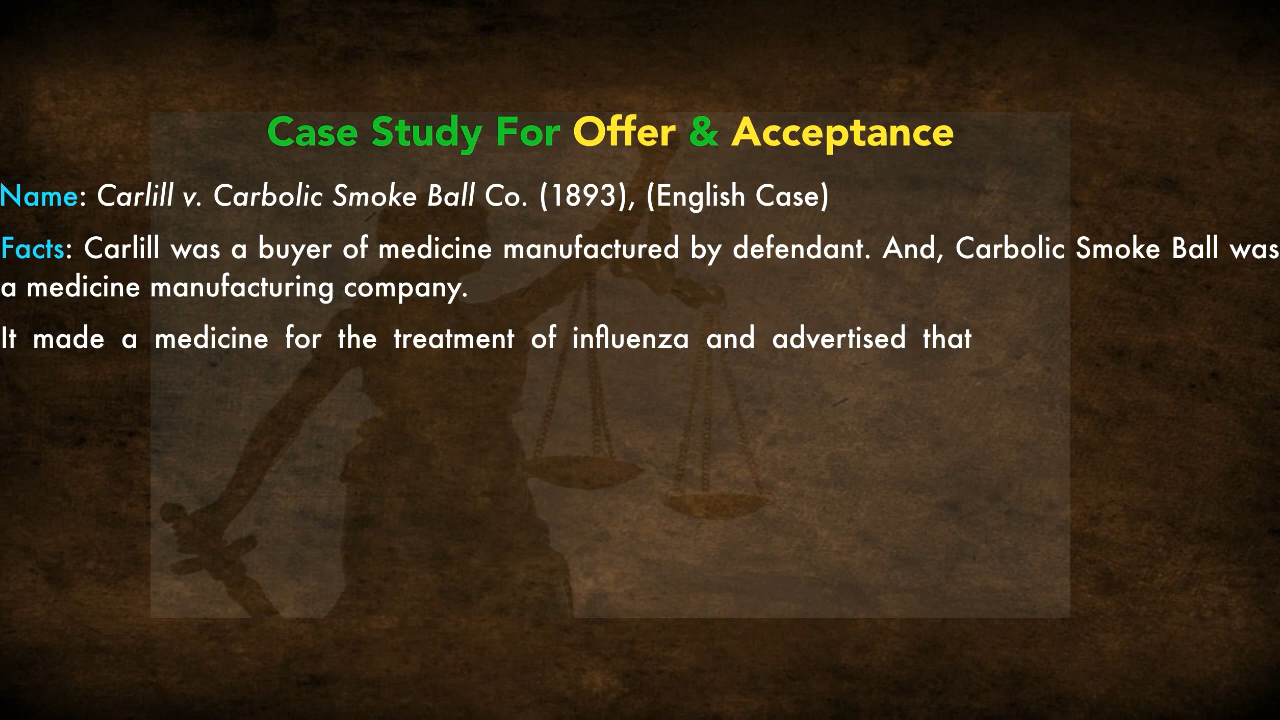 Case Study For Offer & Acceptance
Name: Carlill v. Carbolic Smoke Ball Co. (1893), (English Case)
Facts: Carlill was a buyer of medicine manufactured by defendant. And, Carbolic Smoke Ball was
a medicine manufacturing company.
It made a medicine for the treatment of influenza and advertised that